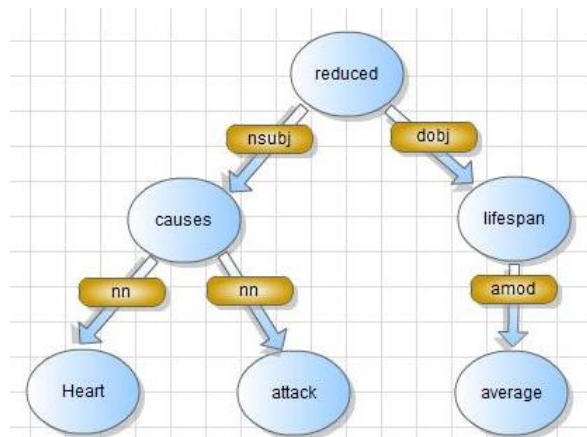 reduced
nsubj dobj
causes lifespan
nn nn amod
Heart attack average